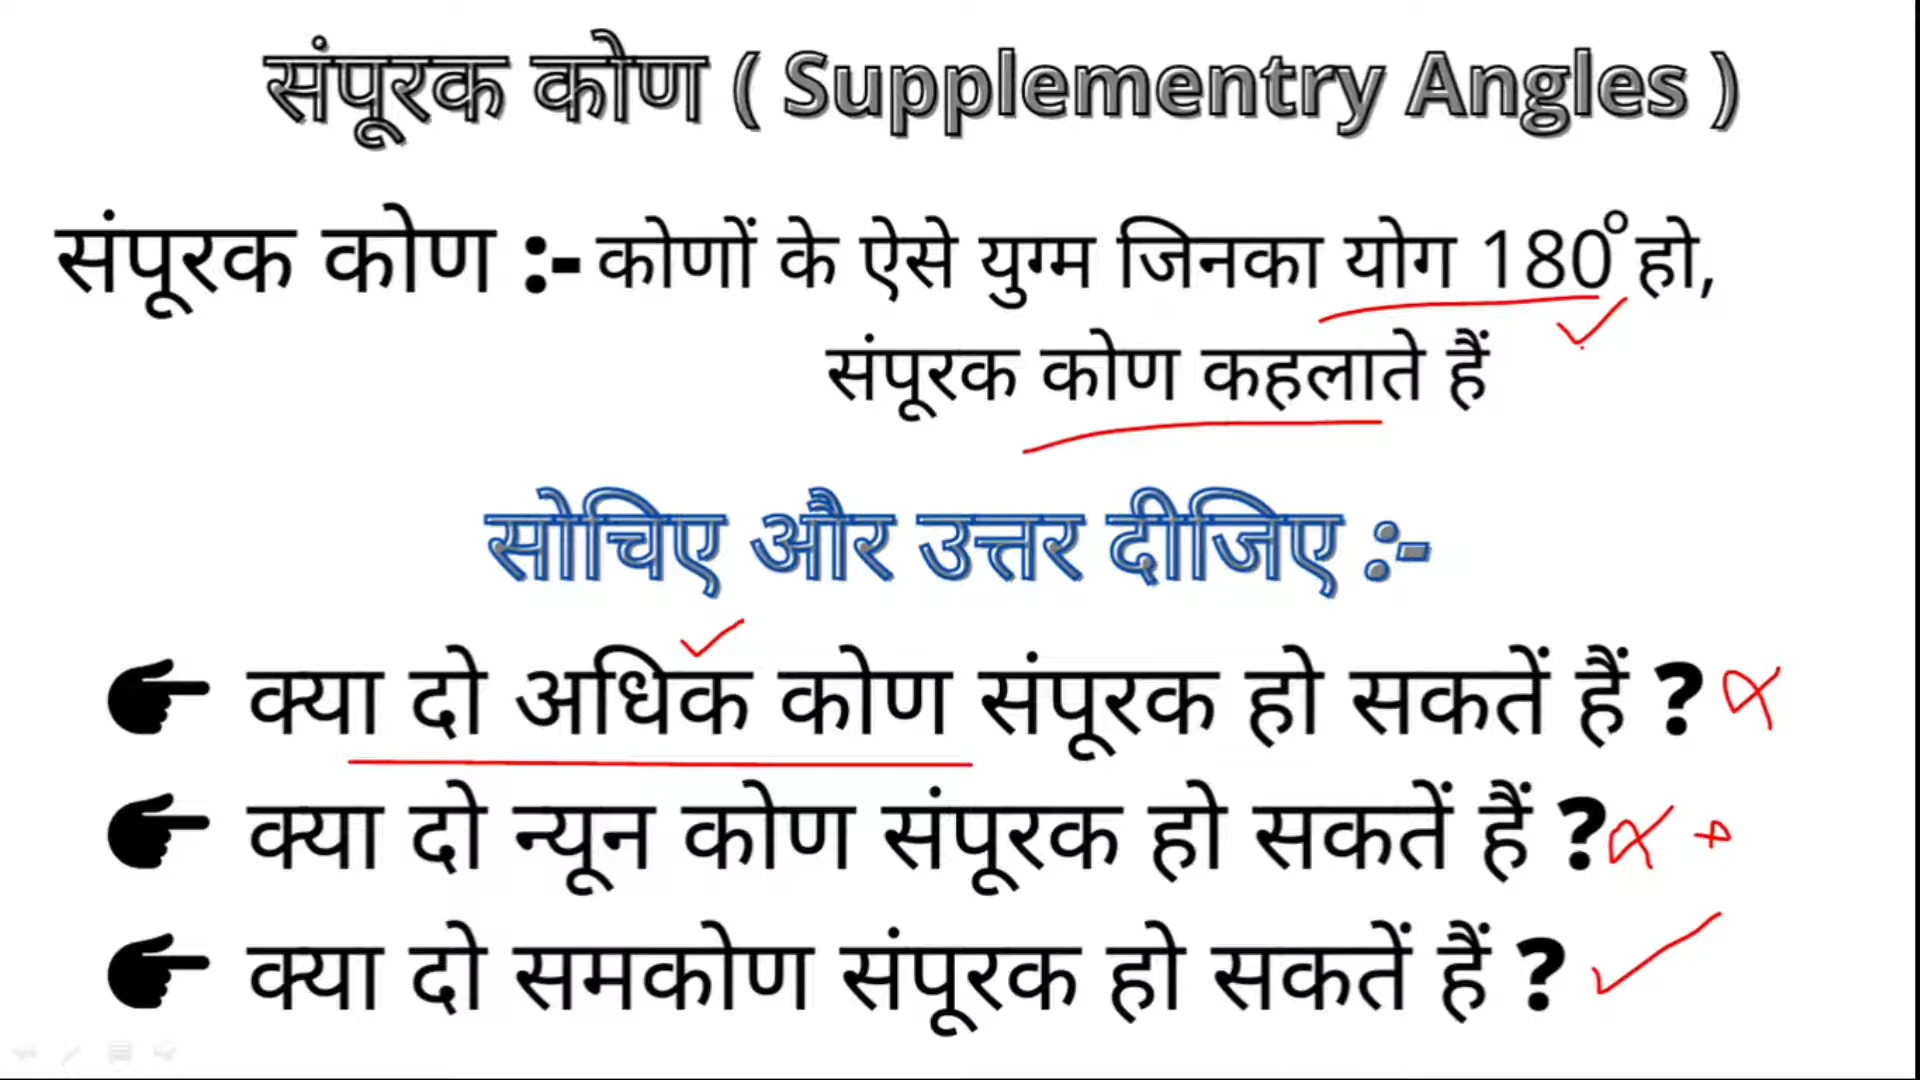 संपूरक कोण ( Supplementry Angles )
संपूरक कोण :- कोणों के ऐसे युग्म जिनका योग 180° हो,
संपूरक कोण कहलाते हैं
सोचिए और उत्तर दीजिए :-
क्या दो अधिक कोण संपूरक हो सकतें हैं ?
क्या दो न्यून कोण संपूरक हो सकतें हैं ?
क्या दो समकोण संपूरक हो सकतें हैं ?